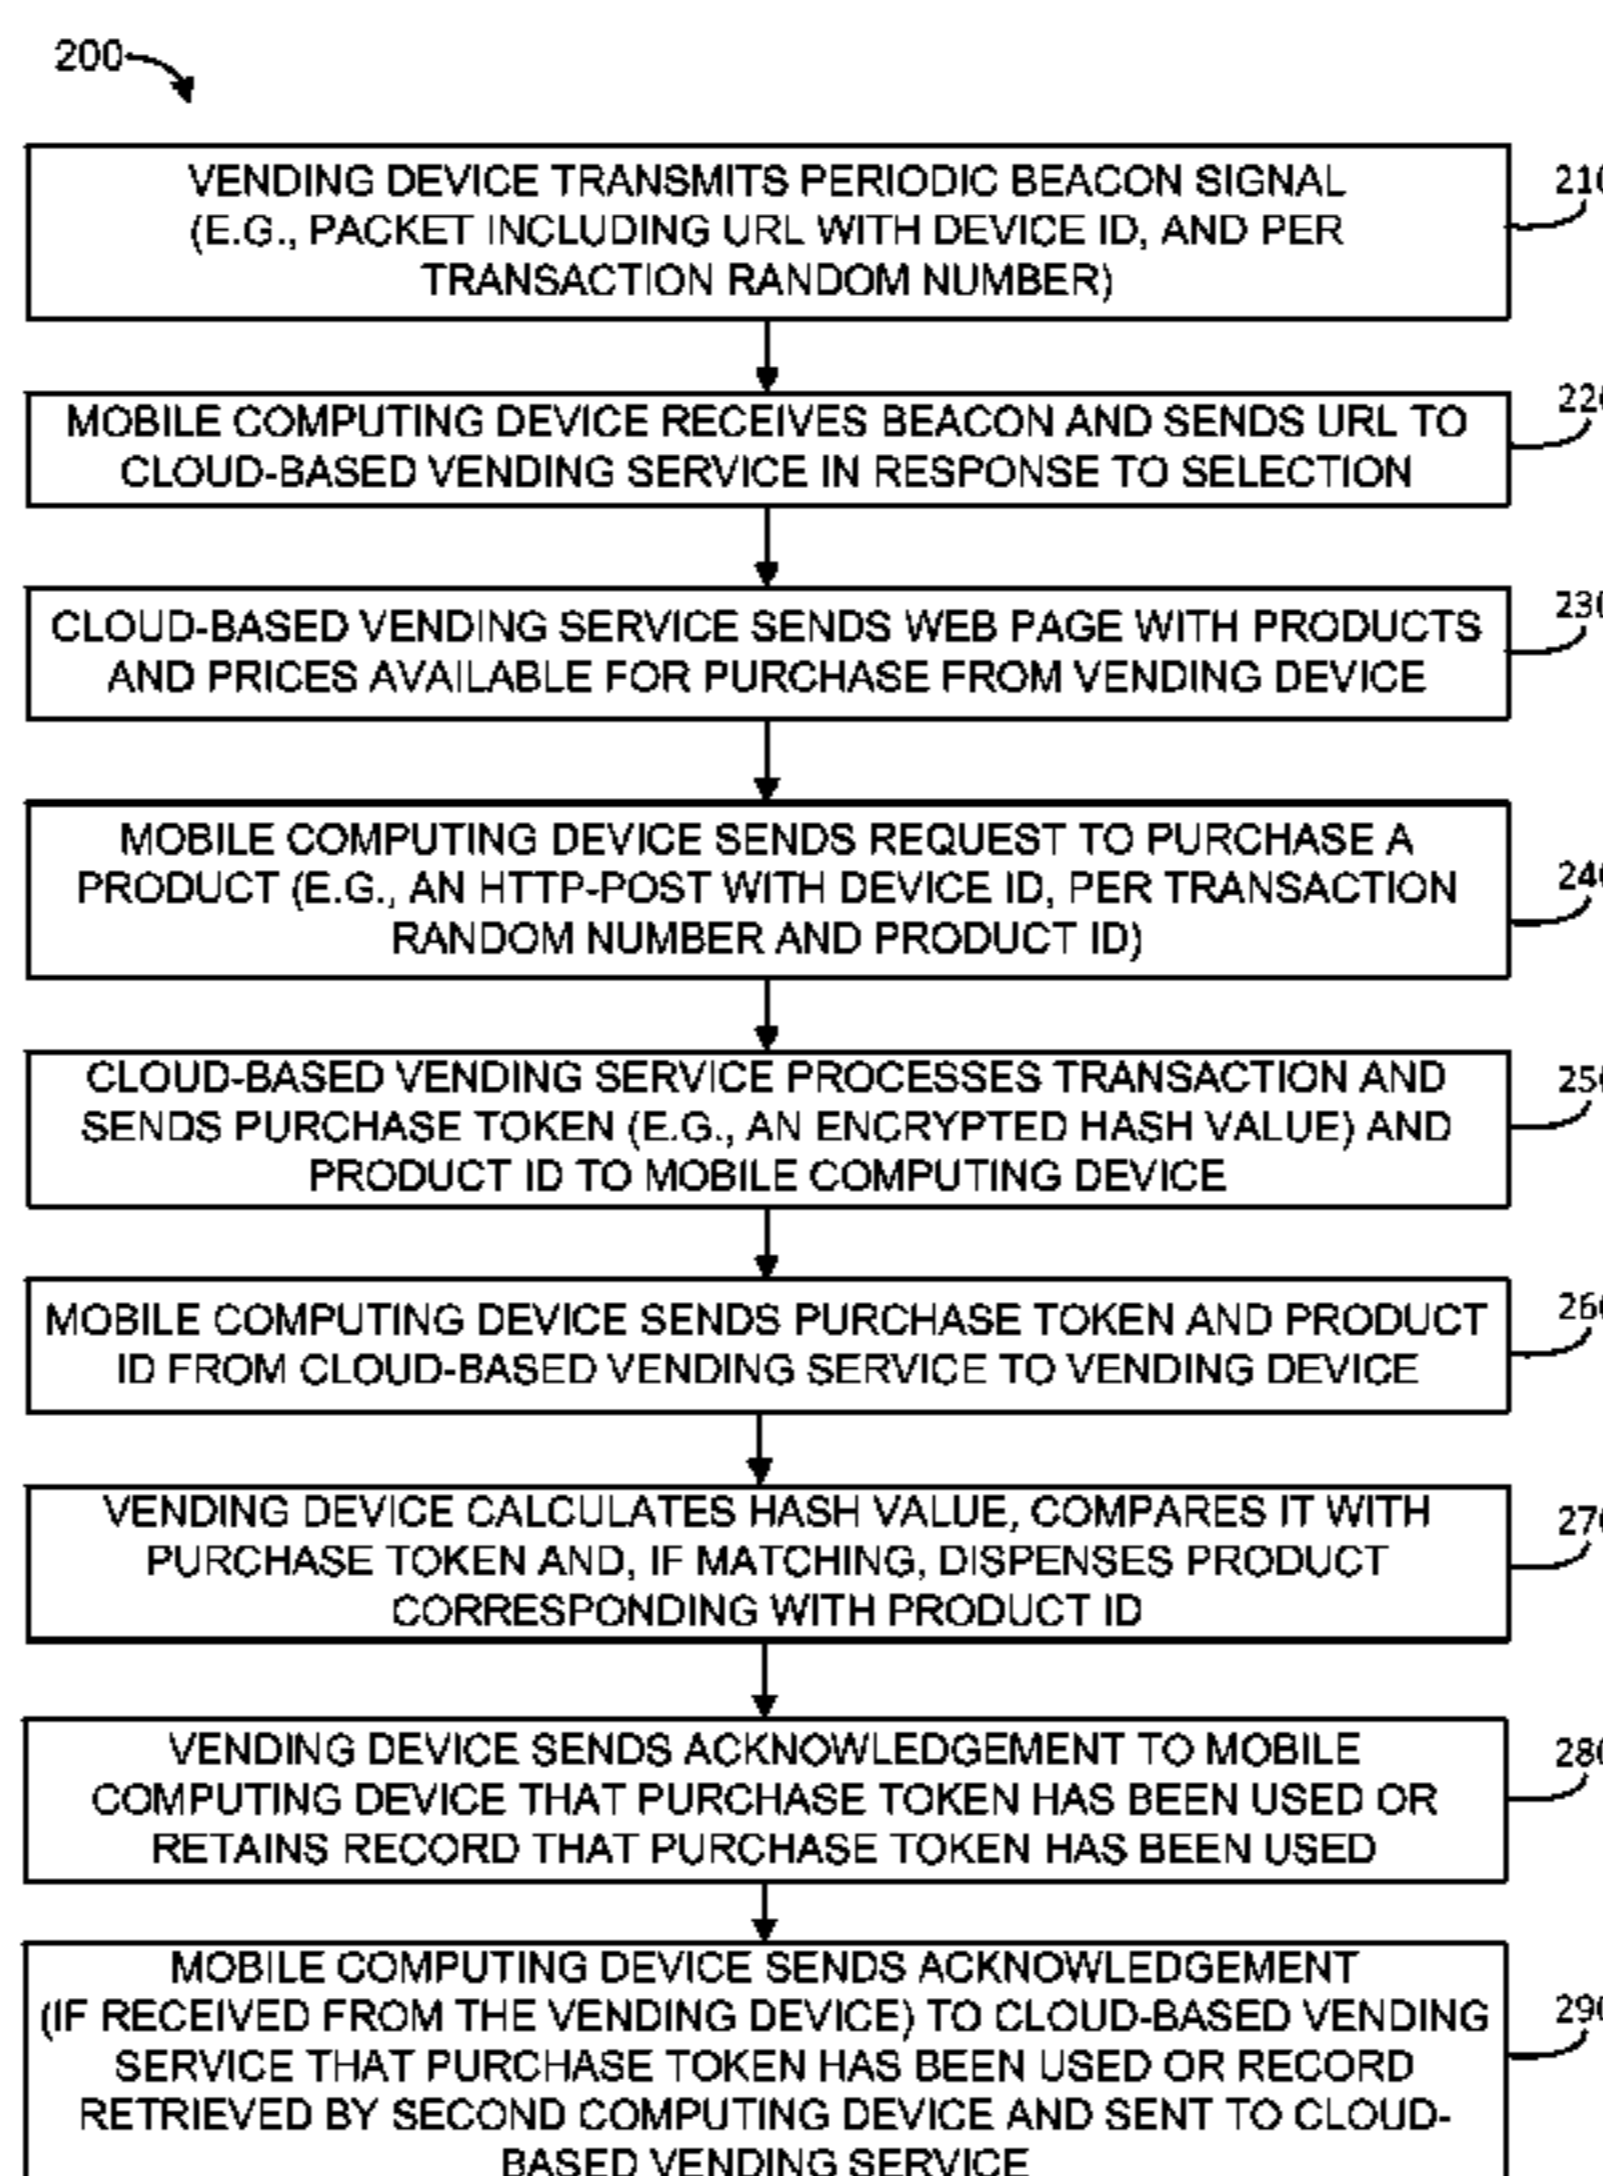 200
VENDING DEVICE TRANSMITS PERIODIC BEACON SIGNAL
(E.G., PACKET INCLUDING URL WITH DEVICE ID, AND PER
TRANSACTION RANDOM NUMBER)
210
MOBILE COMPUTING DEVICE RECEIVES BEACON AND SENDS URL TO
CLOUD-BASED VENDING SERVICE IN RESPONSE TO SELECTION
220
CLOUD-BASED VENDING SERVICE SENDS WEB PAGE WITH PRODUCTS
AND PRICES AVAILABLE FOR PURCHASE FROM VENDING DEVICE
230
MOBILE COMPUTING DEVICE SENDS REQUEST TO PURCHASE A
PRODUCT (E.G., AN HTTP-POST WITH DEVICE ID, PER TRANSACTION
RANDOM NUMBER AND PRODUCT ID)
240
CLOUD-BASED VENDING SERVICE PROCESSES TRANSACTION AND
SENDS PURCHASE TOKEN (E.G., AN ENCRYPTED HASH VALUE) AND
PRODUCT ID TO MOBILE COMPUTING DEVICE
250
MOBILE COMPUTING DEVICE SENDS PURCHASE TOKEN AND PRODUCT
ID FROM CLOUD-BASED VENDING SERVICE TO VENDING DEVICE
260
VENDING DEVICE CALCULATES HASH VALUE, COMPARES IT WITH
PURCHASE TOKEN AND, IF MATCHING, DISPENSES PRODUCT
CORRESPONDING WITH PRODUCT ID
270
VENDING DEVICE SENDS ACKNOWLEDGEMENT TO MOBILE
COMPUTING DEVICE THAT PURCHASE TOKEN HAS BEEN USED OR
RETAINS RECORD THAT PURCHASE TOKEN HAS BEEN USED
280
MOBILE COMPUTING DEVICE SENDS ACKNOWLEDGEMENT
(IF RECEIVED FROM THE VENDING DEVICE) TO CLOUD-BASED VENDING
SERVICE THAT PURCHASE TOKEN HAS BEEN USED OR RECORD
RETRIEVED BY SECOND COMPUTING DEVICE AND SENT TO CLOUD-
BASED VENDING SERVICE
290